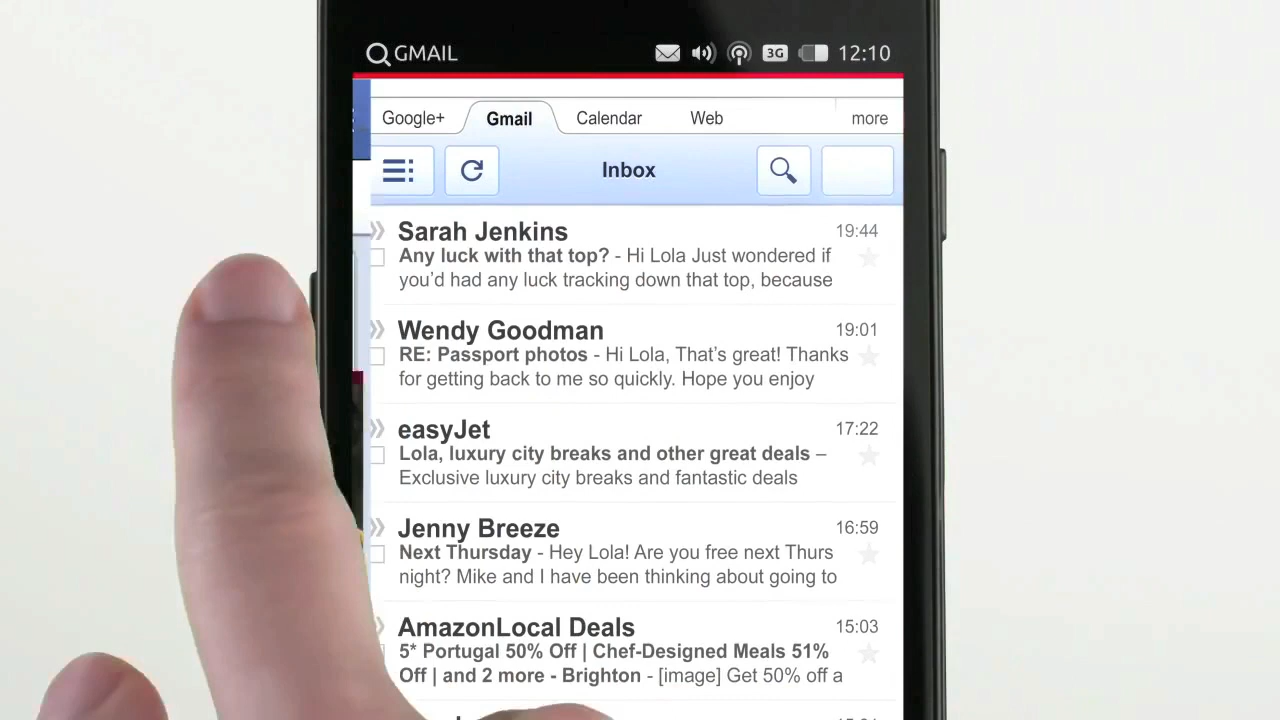 GMAIL 3G 12:10
Google+ Gmail Calendar Web more
Inbox
Sarah Jenkins 19:44
Any luck with that top? - Hi Lola Just wondered if
you’d had any luck tracking down that top, because
Wendy Goodman 19:01
RE: Passport photos - Hi Lola, That’s great! Thanks
for getting back to me so quickly. Hope you enjoy
easyJet 17:22
Lola, luxury city breaks and other great deals –
Exclusive luxury city breaks and fantastic deals
Jenny Breeze 16:59
Next Thursday - Hey Lola! Are you free next Thurs
night? Mike and I have been thinking about going to
AmazonLocal Deals 15:03
5* Portugal 50% Off | Chef-Designed Meals 51%
Off | and 2 more - Brighton - [image] Get 50% off a